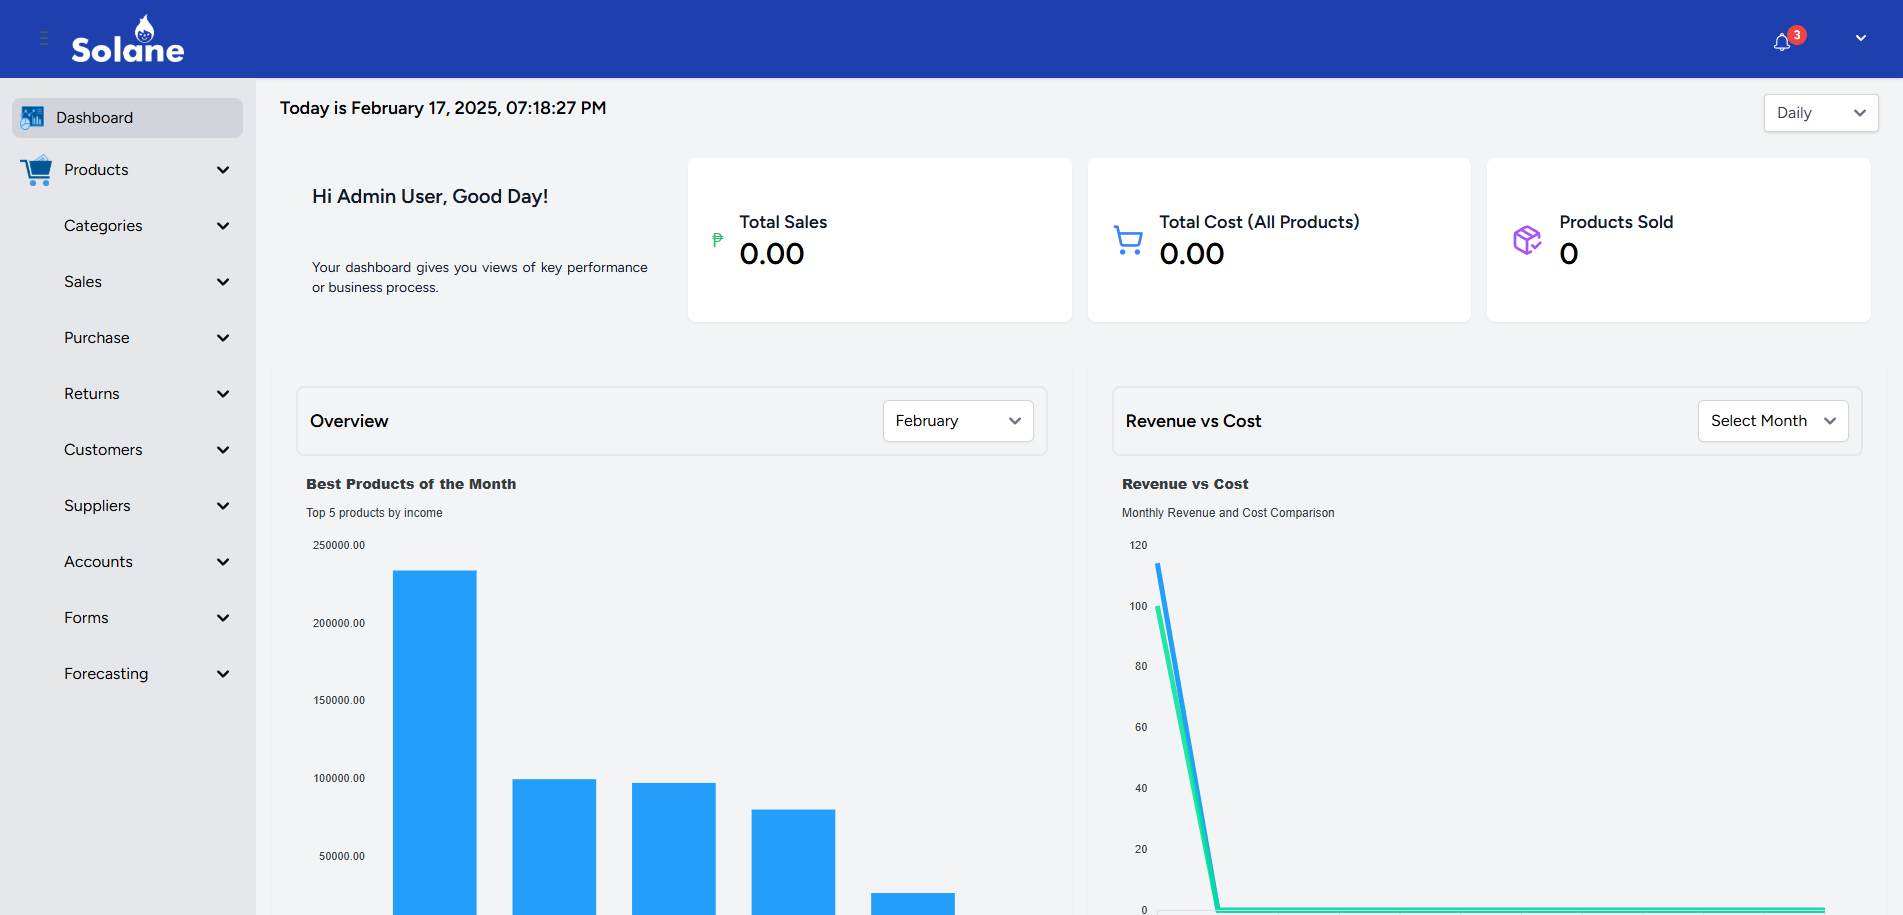 Solane
3
Dashboard
Products
Categories
Sales
Purchase
Returns
Customers
Suppliers
Accounts
Forms
Forecasting
Today is February 17, 2025, 07:18:27 PM
Daily
Hi Admin User, Good Day!
Your dashboard gives you views of key performance
or business process.
₱
Total Sales
0.00
Total Cost (All Products)
0.00
Products Sold
0
Overview
February
Best Products of the Month
Top 5 products by income
250000.00
200000.00
150000.00
100000.00
50000.00
Revenue vs Cost
Select Month
Revenue vs Cost
Monthly Revenue and Cost Comparison
120
100
80
60
40
20
0